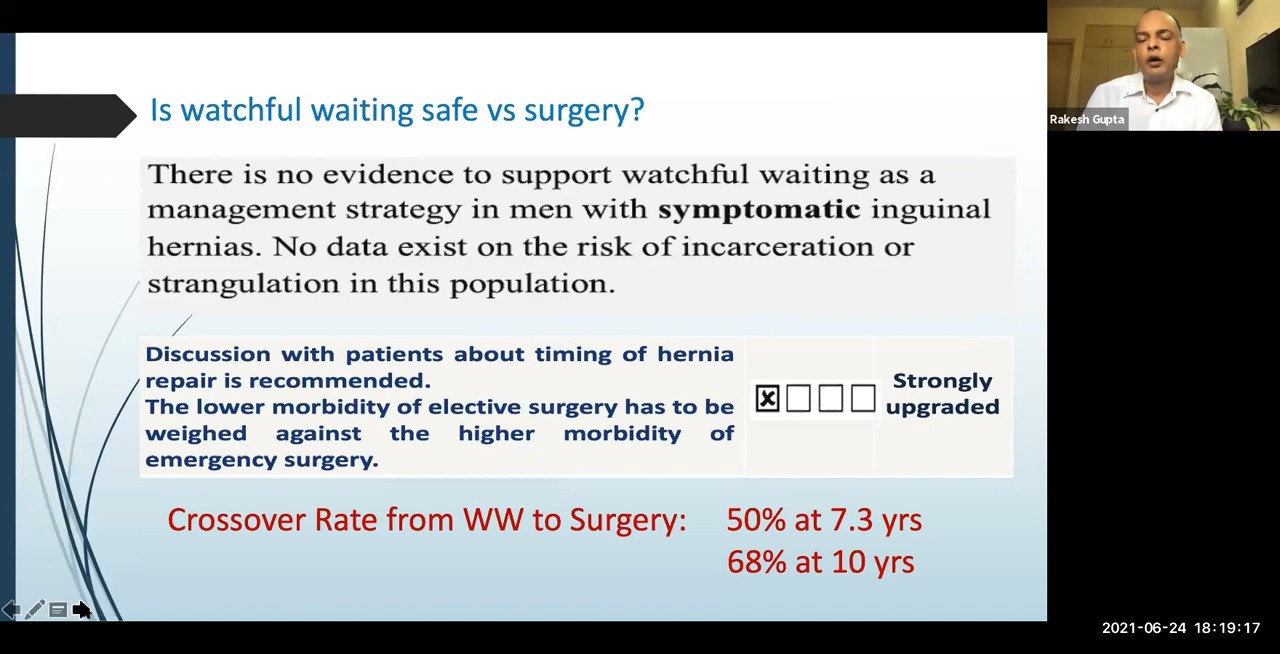 Is watchful waiting safe vs surgery?
There is no evidence to support watchful waiting as a
management strategy in men with symptomatic inguinal
hernias. No data exist on the risk of incarceration or
strangulation in this population.
Discussion with patients about timing of hernia
repair is recommended.
The lower morbidity of elective surgery has to be
weighed against the higher morbidity of
emergency surgery.
Strongly
upgraded
Crossover Rate from WW to Surgery: 50% at 7.3 yrs
68% at 10 yrs
Rakesh Gupta
2021-06-24 18:19:17